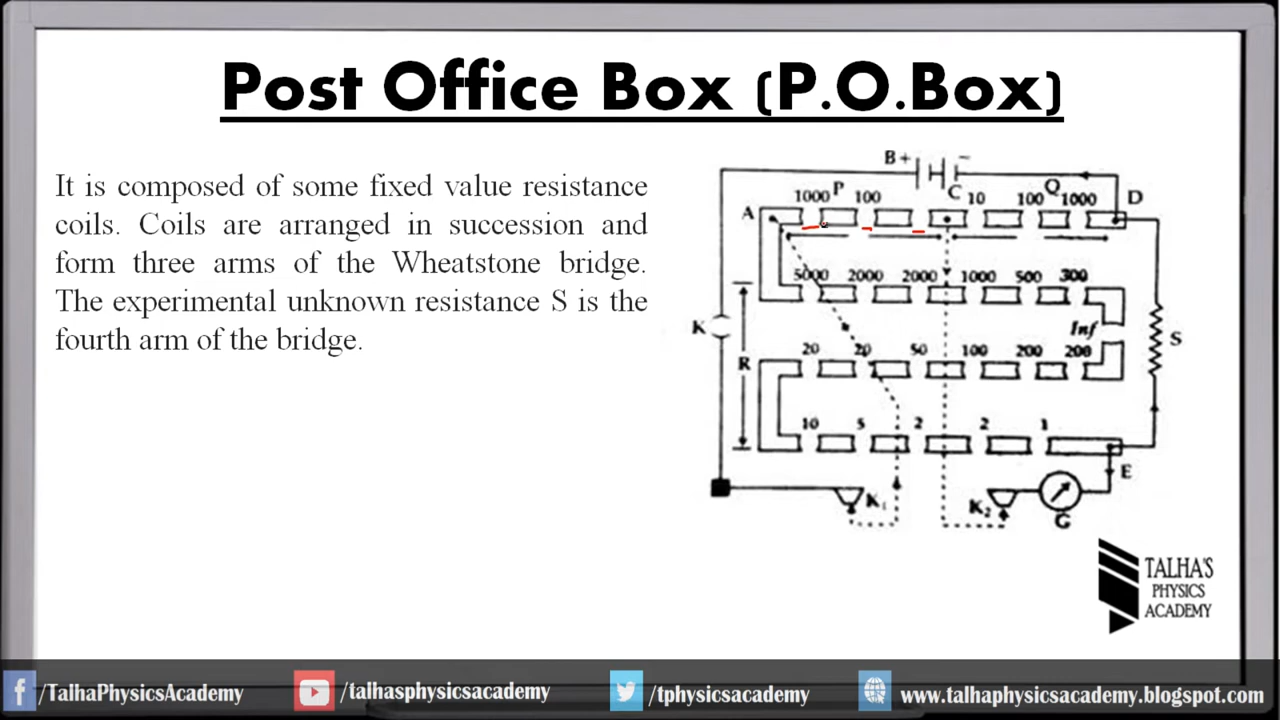 Post Office Box (P.O.Box)
It is composed of some fixed value resistance
coils. Coils are arranged in succession and
form three arms of the Wheatstone bridge.
The experimental unknown resistance S is the
fourth arm of the bridge.
B + −
1000 P 100 C 10 100 Q 1000 D
A
5000 2000 2000 1000 500 300
K Inf S
R 20 20 50 100 200 200
10 5 2 2 1
E
K₁ K₂ G
TALHA'S
PHYSICS
ACADEMY
/TalhaPhysicsAcademy /talhasphysicsacademy /tphysicsacademy www.talhaphysicsacademy.blogspot.com